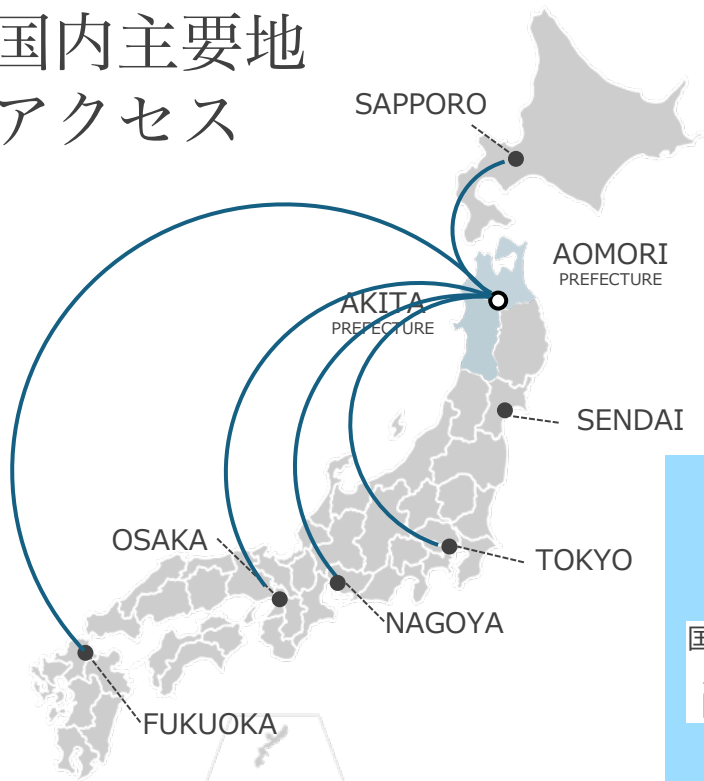 国内主要地
アクセス
SAPPORO
AOMORI
PREFECTURE
AKITA
PREFECTURE
SENDAI
OSAKA
TOKYO
NAGOYA
FUKUOKA
国